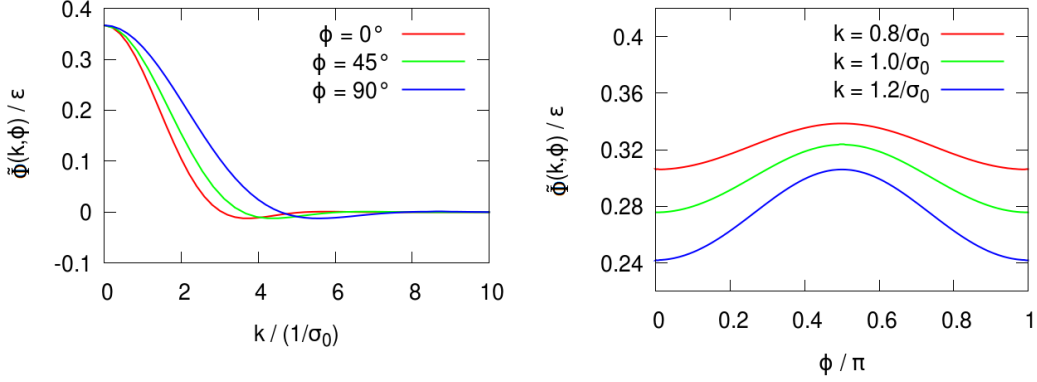 0.4
0.3
0.2
0.1
0
-0.1
Φ̃(k,ϕ) / ε
ϕ = 0°
ϕ = 45°
ϕ = 90°
0 2 4 6 8 10
k / (1/σ₀)
0.4
0.36
0.32
0.28
0.24
Φ̃(k,ϕ) / ε
k = 0.8/σ₀
k = 1.0/σ₀
k = 1.2/σ₀
0 0.2 0.4 0.6 0.8 1
ϕ / π